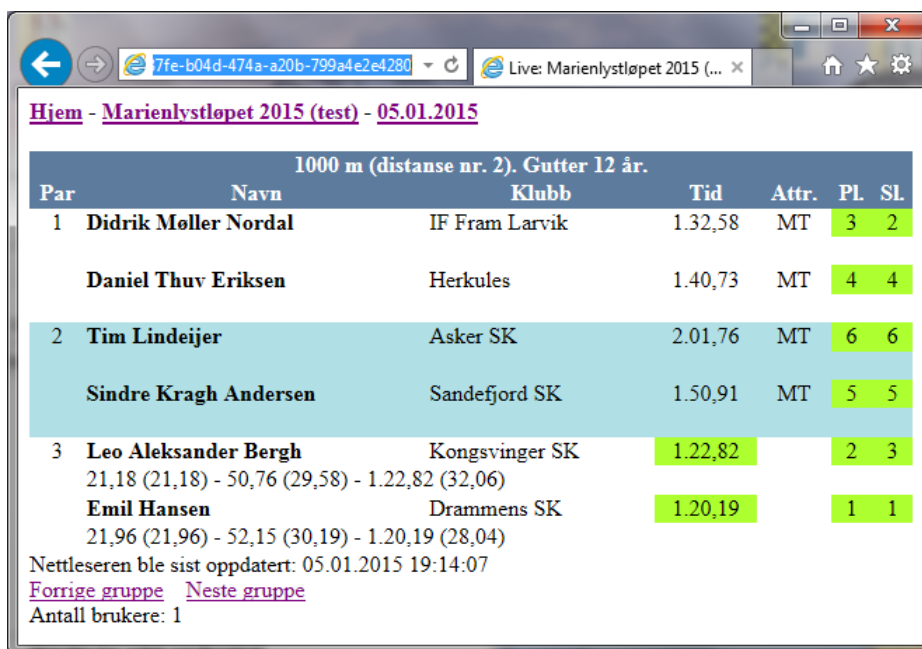 37fe-b04d-474a-a20b-799a4e2e4280
Live: Marienlystløpet 2015 (...
Hjem - Marienlystløpet 2015 (test) - 05.01.2015
1000 m (distanse nr. 2). Gutter 12 år.
Par Navn Klubb Tid Attr. Pl. Sl.
1 Didrik Møller Nordal IF Fram Larvik 1.32,58 MT 3 2
Daniel Thuv Eriksen Herkules 1.40,73 MT 4 4
2 Tim Lindeijer Asker SK 2.01,76 MT 6 6
Sindre Kragh Andersen Sandefjord SK 1.50,91 MT 5 5
3 Leo Aleksander Bergh Kongsvinger SK 1.22,82 2 3
21,18 (21,18) - 50,76 (29,58) - 1.22,82 (32,06)
Emil Hansen Drammens SK 1.20,19 1 1
21,96 (21,96) - 52,15 (30,19) - 1.20,19 (28,04)
Nettleseren ble sist oppdatert: 05.01.2015 19:14:07
Forrige gruppe Neste gruppe
Antall brukere: 1